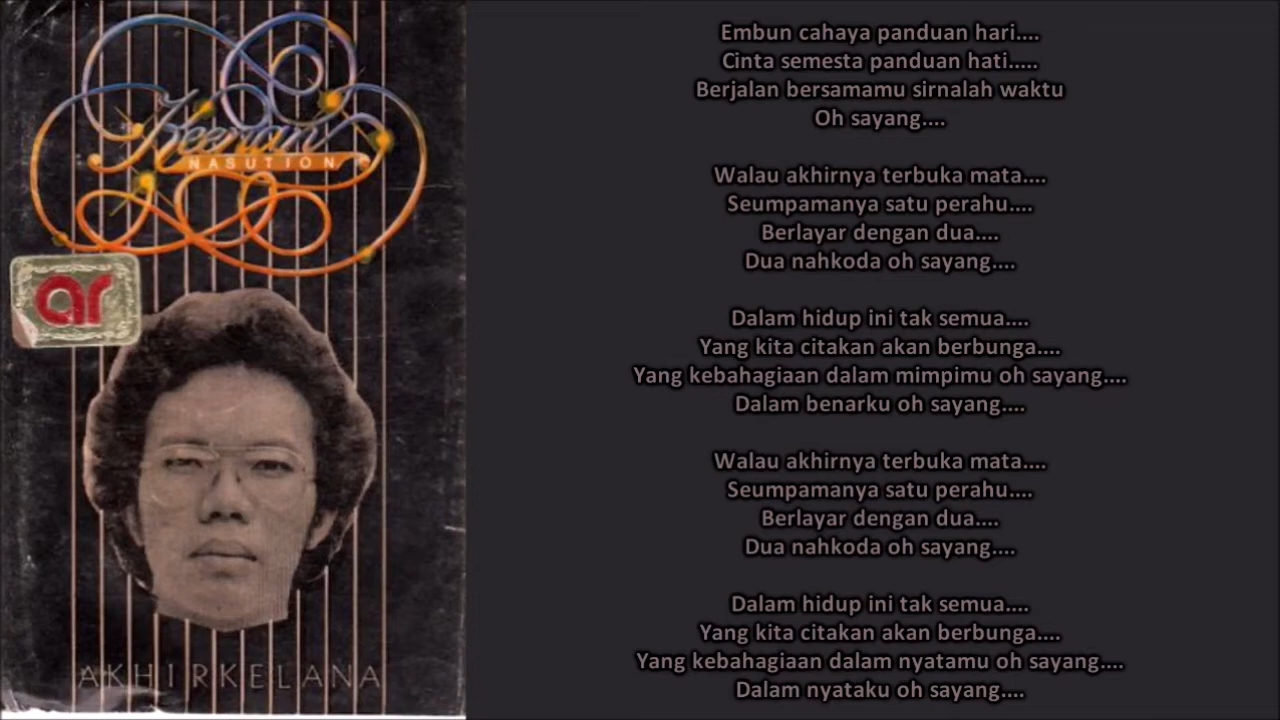 Keenan
NASUTION
ar
AKHIR KELANA
Embun cahaya panduan hari....
Cinta semesta panduan hati.....
Berjalan bersamamu sirnalah waktu
Oh sayang....
Walau akhirnya terbuka mata....
Seumpamanya satu perahu....
Berlayar dengan dua....
Dua nahkoda oh sayang....
Dalam hidup ini tak semua....
Yang kita citakan akan berbunga....
Yang kebahagiaan dalam mimpimu oh sayang....
Dalam benarku oh sayang....
Walau akhirnya terbuka mata....
Seumpamanya satu perahu....
Berlayar dengan dua....
Dua nahkoda oh sayang....
Dalam hidup ini tak semua....
Yang kita citakan akan berbunga....
Yang kebahagiaan dalam nyatamu oh sayang....
Dalam nyataku oh sayang....